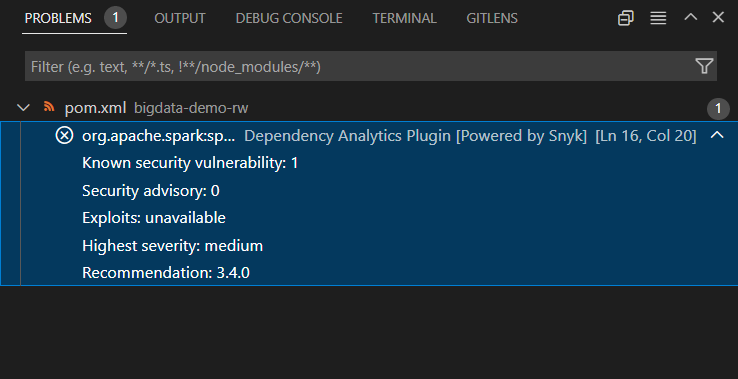 PROBLEMS 1 OUTPUT DEBUG CONSOLE TERMINAL GITLENS
Filter (e.g. text, **/*.ts, !**/node_modules/**)
pom.xml bigdata-demo-rw 1
org.apache.spark:sp... Dependency Analytics Plugin [Powered by Snyk] [Ln 16, Col 20]
Known security vulnerability: 1
Security advisory: 0
Exploits: unavailable
Highest severity: medium
Recommendation: 3.4.0